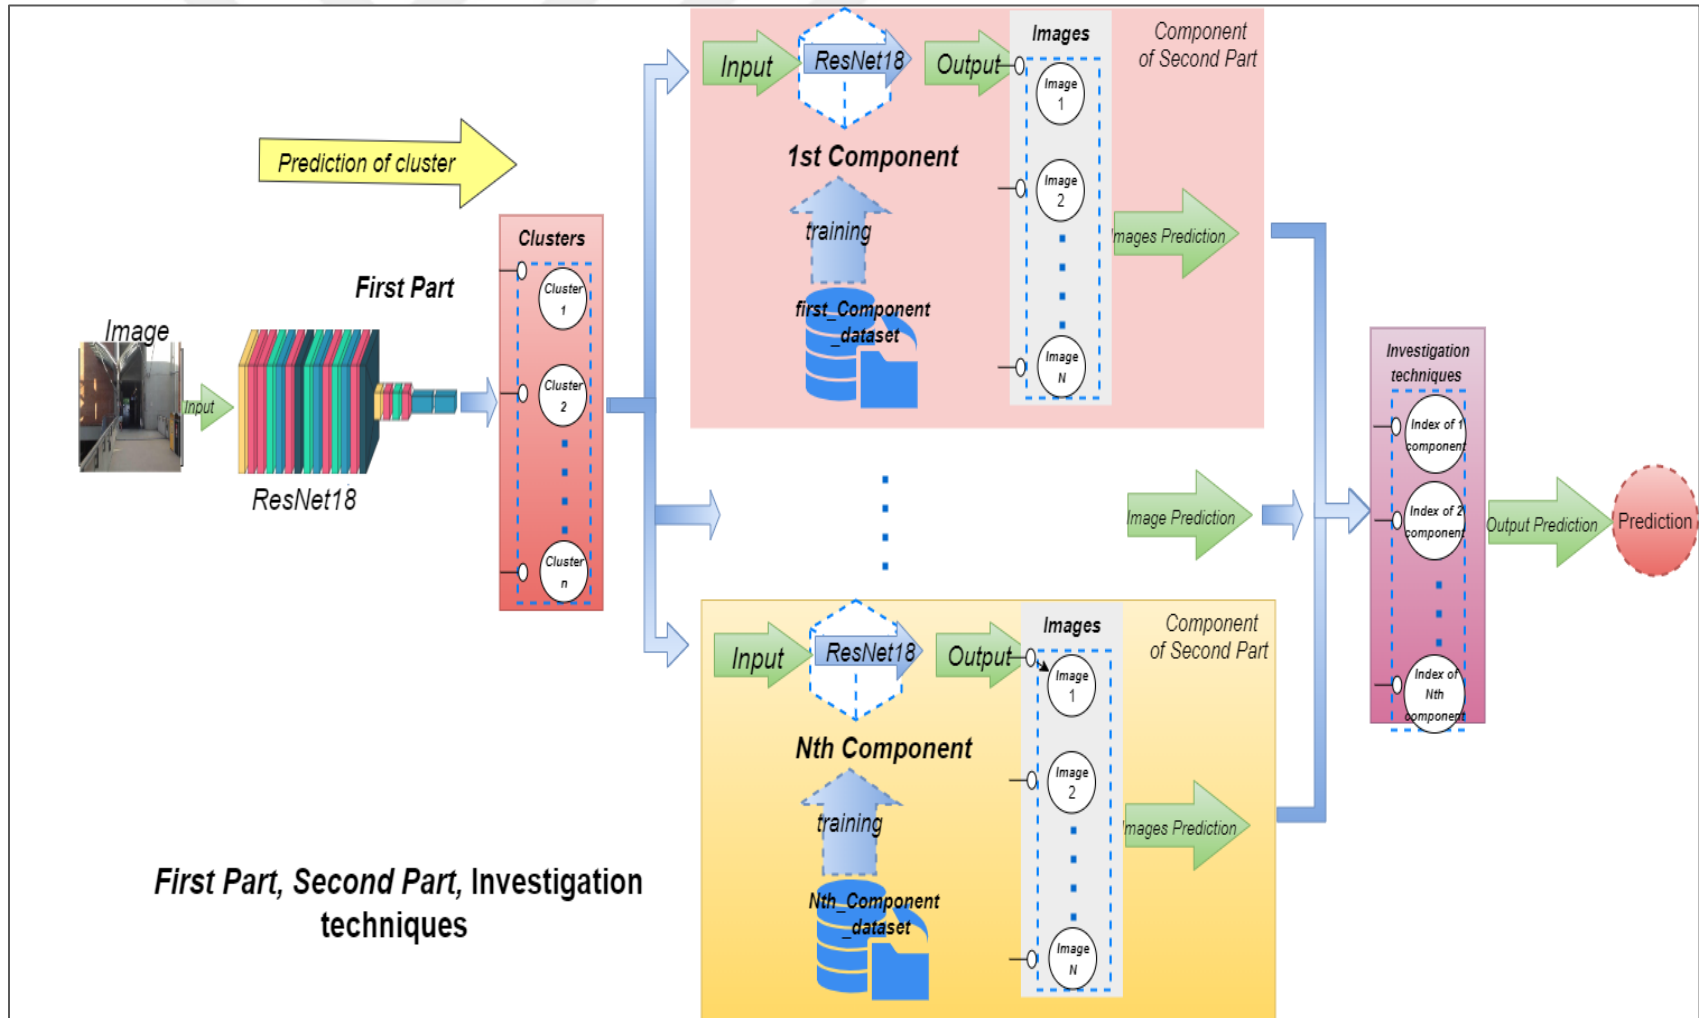 Prediction of cluster
First Part
Image
Input
ResNet18
Clusters
Cluster
1
Cluster
2
Cluster
n
Input
ResNet18
Output
Images
Image
1
Image
2
Image
N
Component
of Second Part
1st Component
training
first_Component
_dataset
Images Prediction
Image Prediction
Input
ResNet18
Output
Images
Image
1
Image
2
Image
N
Component
of Second Part
Nth Component
training
Nth_Component
_dataset
Images Prediction
Investigation
techniques
Index of 1
component
Index of 2
component
Index of
Nth
component
Output Prediction
Prediction
First Part, Second Part, Investigation
techniques